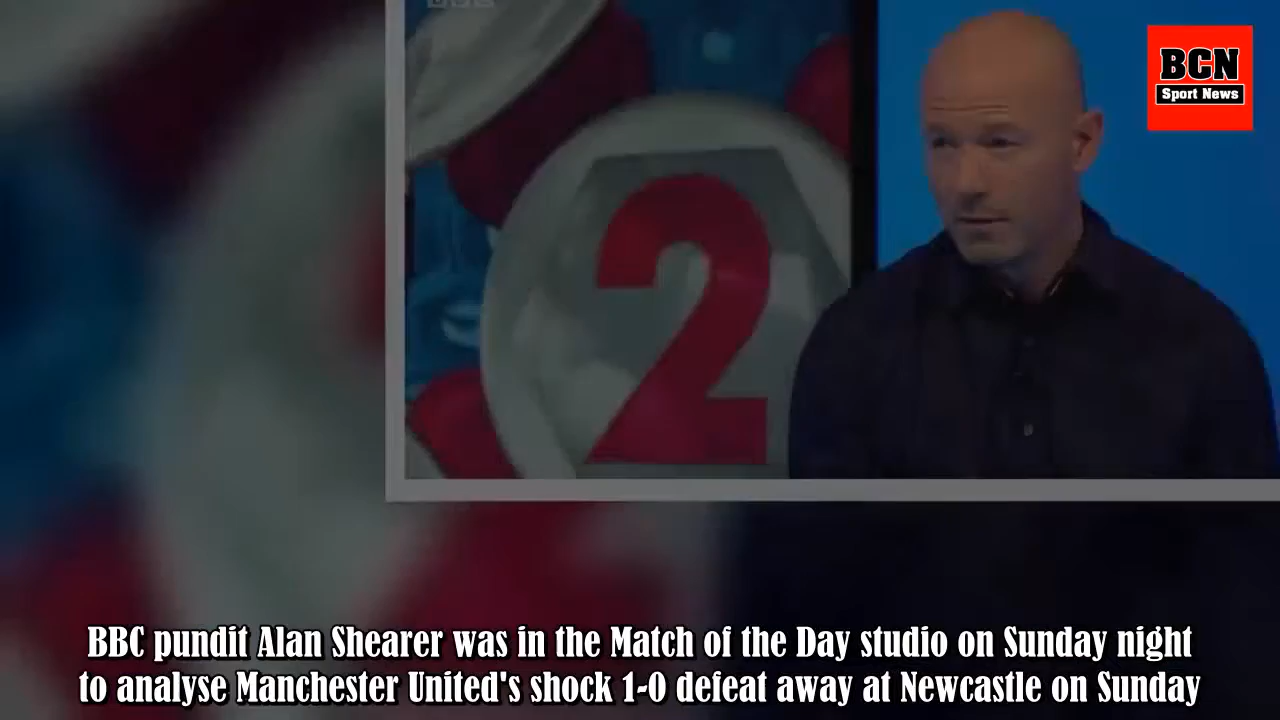 BBC
2
BCN
Sport News
BBC pundit Alan Shearer was in the Match of the Day studio on Sunday night
to analyse Manchester United's shock 1-0 defeat away at Newcastle on Sunday